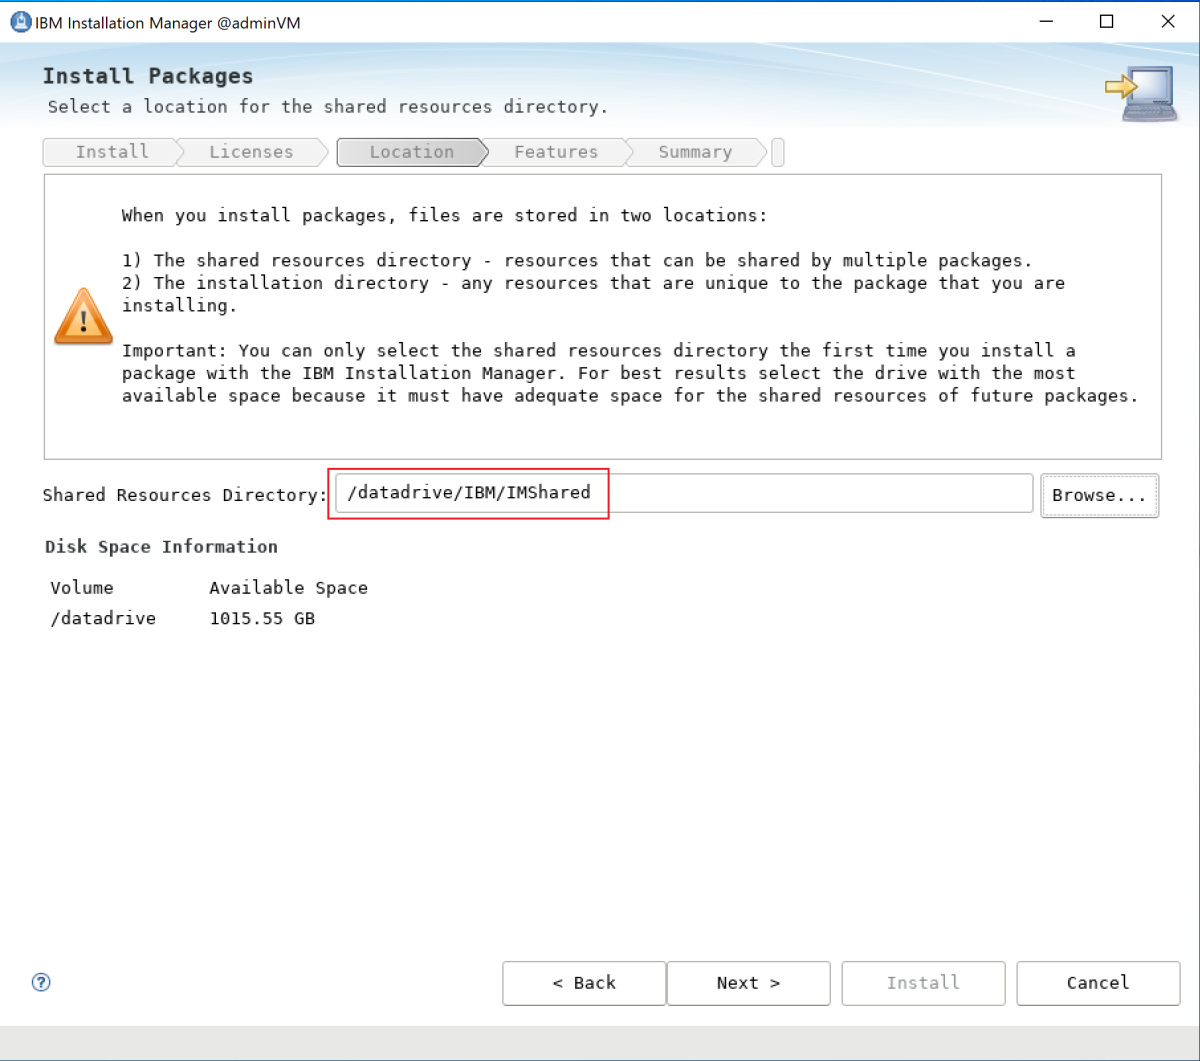 IBM Installation Manager @adminVM
Install Packages
Select a location for the shared resources directory.
Install Licenses Location Features Summary
When you install packages, files are stored in two locations:
1) The shared resources directory - resources that can be shared by multiple packages.
2) The installation directory - any resources that are unique to the package that you are
installing.
Important: You can only select the shared resources directory the first time you install a
package with the IBM Installation Manager. For best results select the drive with the most
available space because it must have adequate space for the shared resources of future packages.
Shared Resources Directory: /datadrive/IBM/IMShared Browse...
Disk Space Information
Volume Available Space
/datadrive 1015.55 GB
? < Back Next > Install Cancel